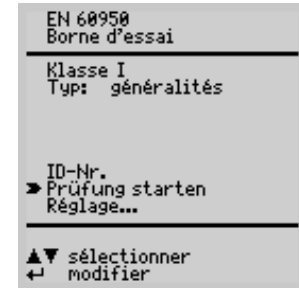 EN 60950
Borne d'essai
Klasse I
Typ: généralités
ID-Nr.
Prüfung starten
Réglage...
▲▼ sélectionner
↵ modifier